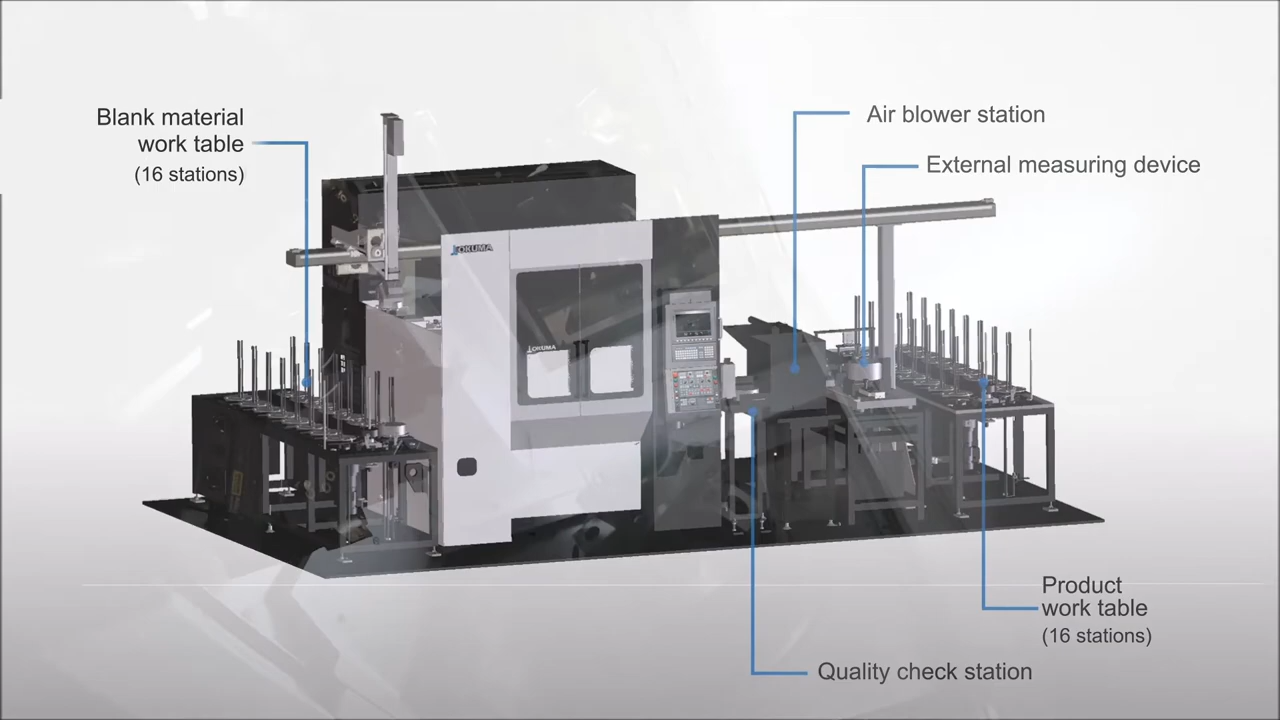 Blank material
work table
(16 stations)
Air blower station
External measuring device
OKUMA
OKUMA
Product
work table
(16 stations)
Quality check station